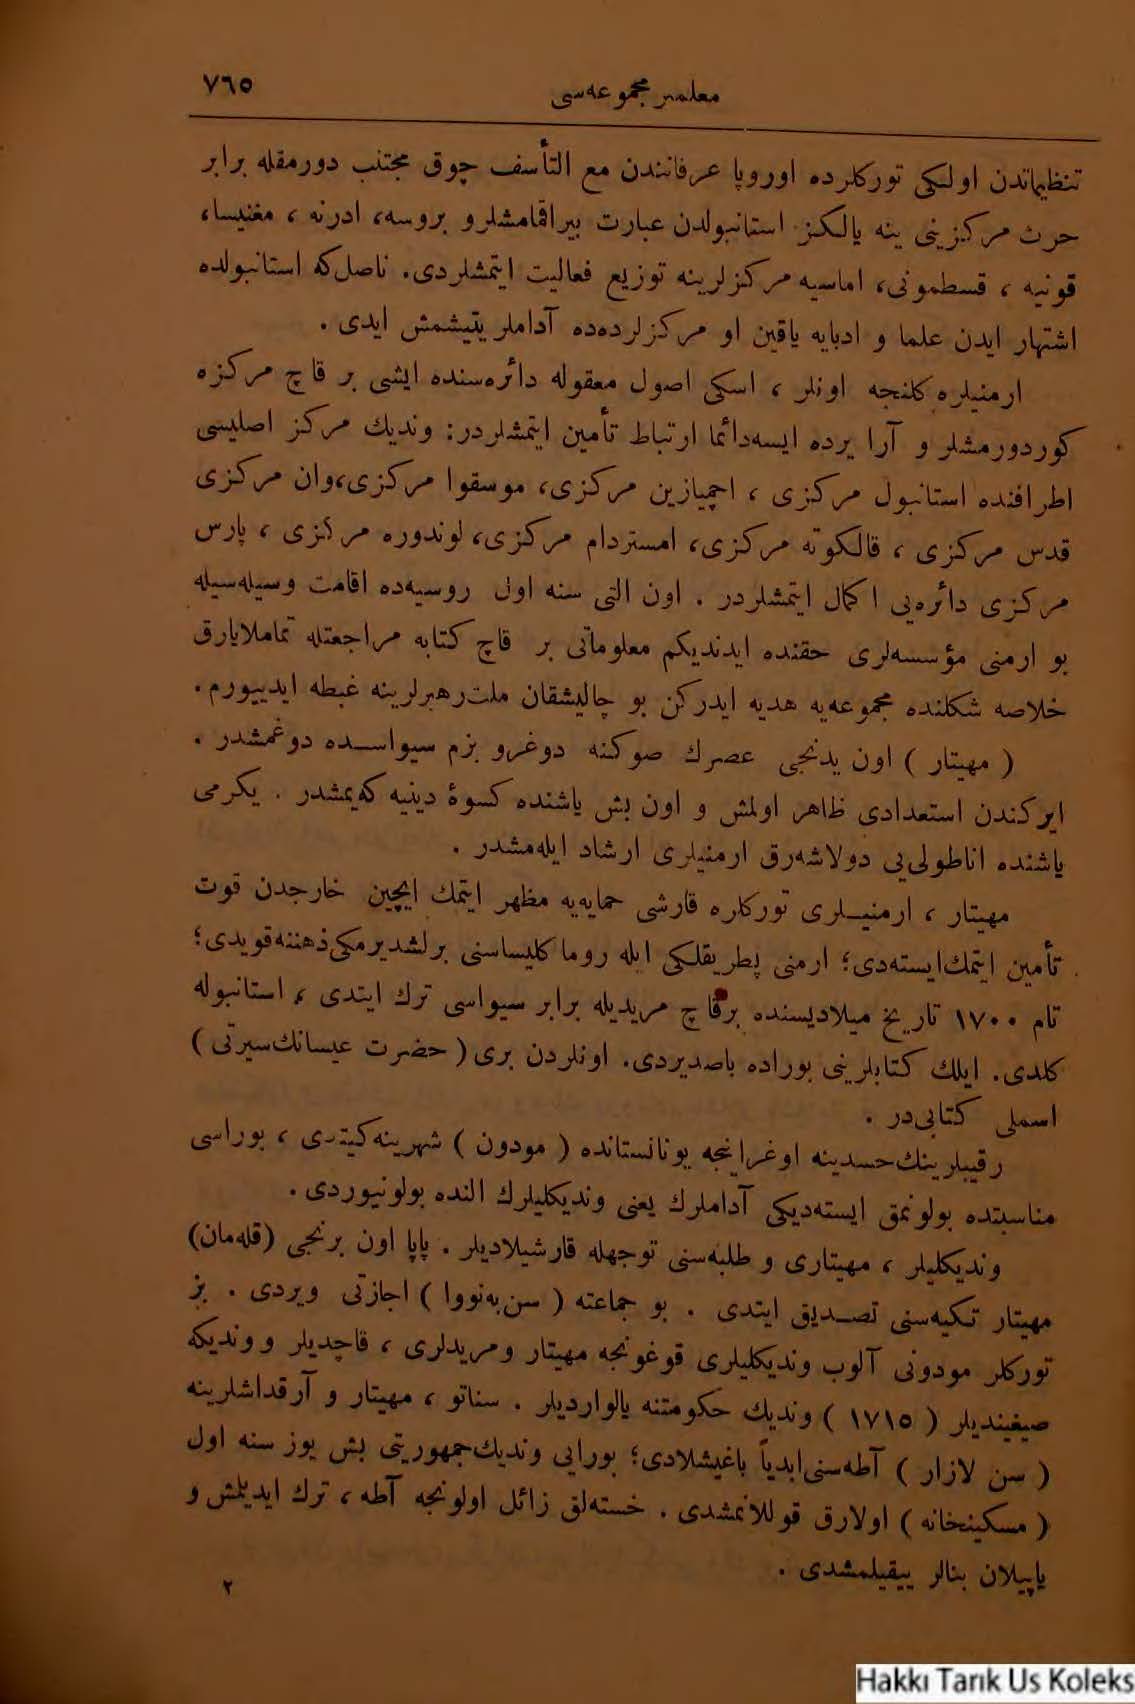 معلملر مجموعه‌سی ٧٦٥
تنظیماتدن اولکی تورکلرده اوروپا عرفانندن مع التأسف چوق مجتنب دورمقله برابر
حرث مرکزینی ینه یالکز استانبولدن عبارت بیراقمامشلر و بروسه، ادرنه ، مغنیسا،
قونیه ، قسطمونی، اماسیه مرکزلرینه توزیع فعالیت ایتمشلردی. ناصل‌که استانبولده
اشتهار ایدن علما و ادبایه یاقین او مرکزلرده‌ده آداملر یتیشمش ایدی .
ارمنیلره کلنجه اونلر ، اسکی اصول معقوله دائره‌سنده ایشی بر قاچ مرکزه
کوردورمشلر و آرا یرده ایسه‌دائما ارتباط تأمین ایتمشلردر: وندیك مرکز اصلیسی
اطرافنده استانبول مرکزی ، اچمیازین مرکزی، موسقوا مرکزی،وان مرکزی
قدس مرکزی ، قالکوته مرکزی، امستردام مرکزی، لوندوره مرکزی ، پارس
مرکزی دائره‌یی اکمال ایتمشلردر . اون التی سنه اول روسیه‌ده اقامت وسیله‌سیله
بو ارمنی مؤسسه‌لری حقنده ایدندیکم معلوماتی بر قاچ کتابه مراجعتله تماملایارق
خلاصه شکلنده مجموعه‌یه هدیه ایدرکن بو چالیشقان ملت‌رهبرلرینه غبطه ایدییورم.
( مهیتار ) اون یدنجی عصرك صوکنه دوغرو بزم سیواسده دوغمشدر .
ایرکندن استعدادی ظاهر اولمش و اون بش یاشنده کسوۀ دینیه که‌یمشدر . یکرمی
یاشنده اناطولی‌یی دولاشه‌رق ارمنیلری ارشاد ایله‌مشدر .
مهیتار ، ارمنیلری تورکلره قارشی حمایه‌یه مظهر ایتمك ایچین خارجدن قوت
تأمین ایتمك‌ایسته‌دی؛ ارمنی پطریقلکی ایله روما کلیساسنی برلشدیرمکی‌ذهننه‌قویدی؛
تام ١٧٠٠ تاریخ میلادیسنده برقاچ مریدیله برابر سیواسی ترك ایتدی ، استانبوله
کلدی. ایلك کتابلرینی بوراده باصدیردی. اونلردن بری ( حضرت عیسانك‌سیرتی )
اسملی کتابی‌در .
رقیبلرینك‌حسدینه اوغراینجه یونانستانده ( مودون ) شهرینه‌کیتدی ، بوراسی
مناسبتده بولونمق ایسته‌دیکی آداملرك یعنی وندیکلیلرك النده بولونیوردی.
وندیکلیلر ، مهیتاری و طلبه‌سنی توجهله قارشیلادیلر . پاپا اون برنجی (قله‌مان)
مهیتار تکیه‌سنی تصدیق ایتدی . بو جماعته ( سن‌به‌نووا ) اجازتی ویردی . بز
تورکلر مودونی آلوب وندیکلیلری قوغونجه مهیتار ومریدلری ، قاچدیلر و وندیکه
صیغیندیلر ( ١٧١٥ ) وندیك حکومتنه یالواردیلر . سناتو ، مهیتار و آرقداشلرینه
( سن لازار ) آطه‌سنی‌ابدیاً باغیشلادی؛ بورایی وندیك‌جمهوریتی بش یوز سنه اول
( مسکینخانه ) اولارق قوللانمشدی . خسته‌لق زائل اولونجه آطه ، ترك ایدیلمش و
یاپیلان بنالر ییقیلمشدی .
٢
Hakkı Tarık Us Koleks